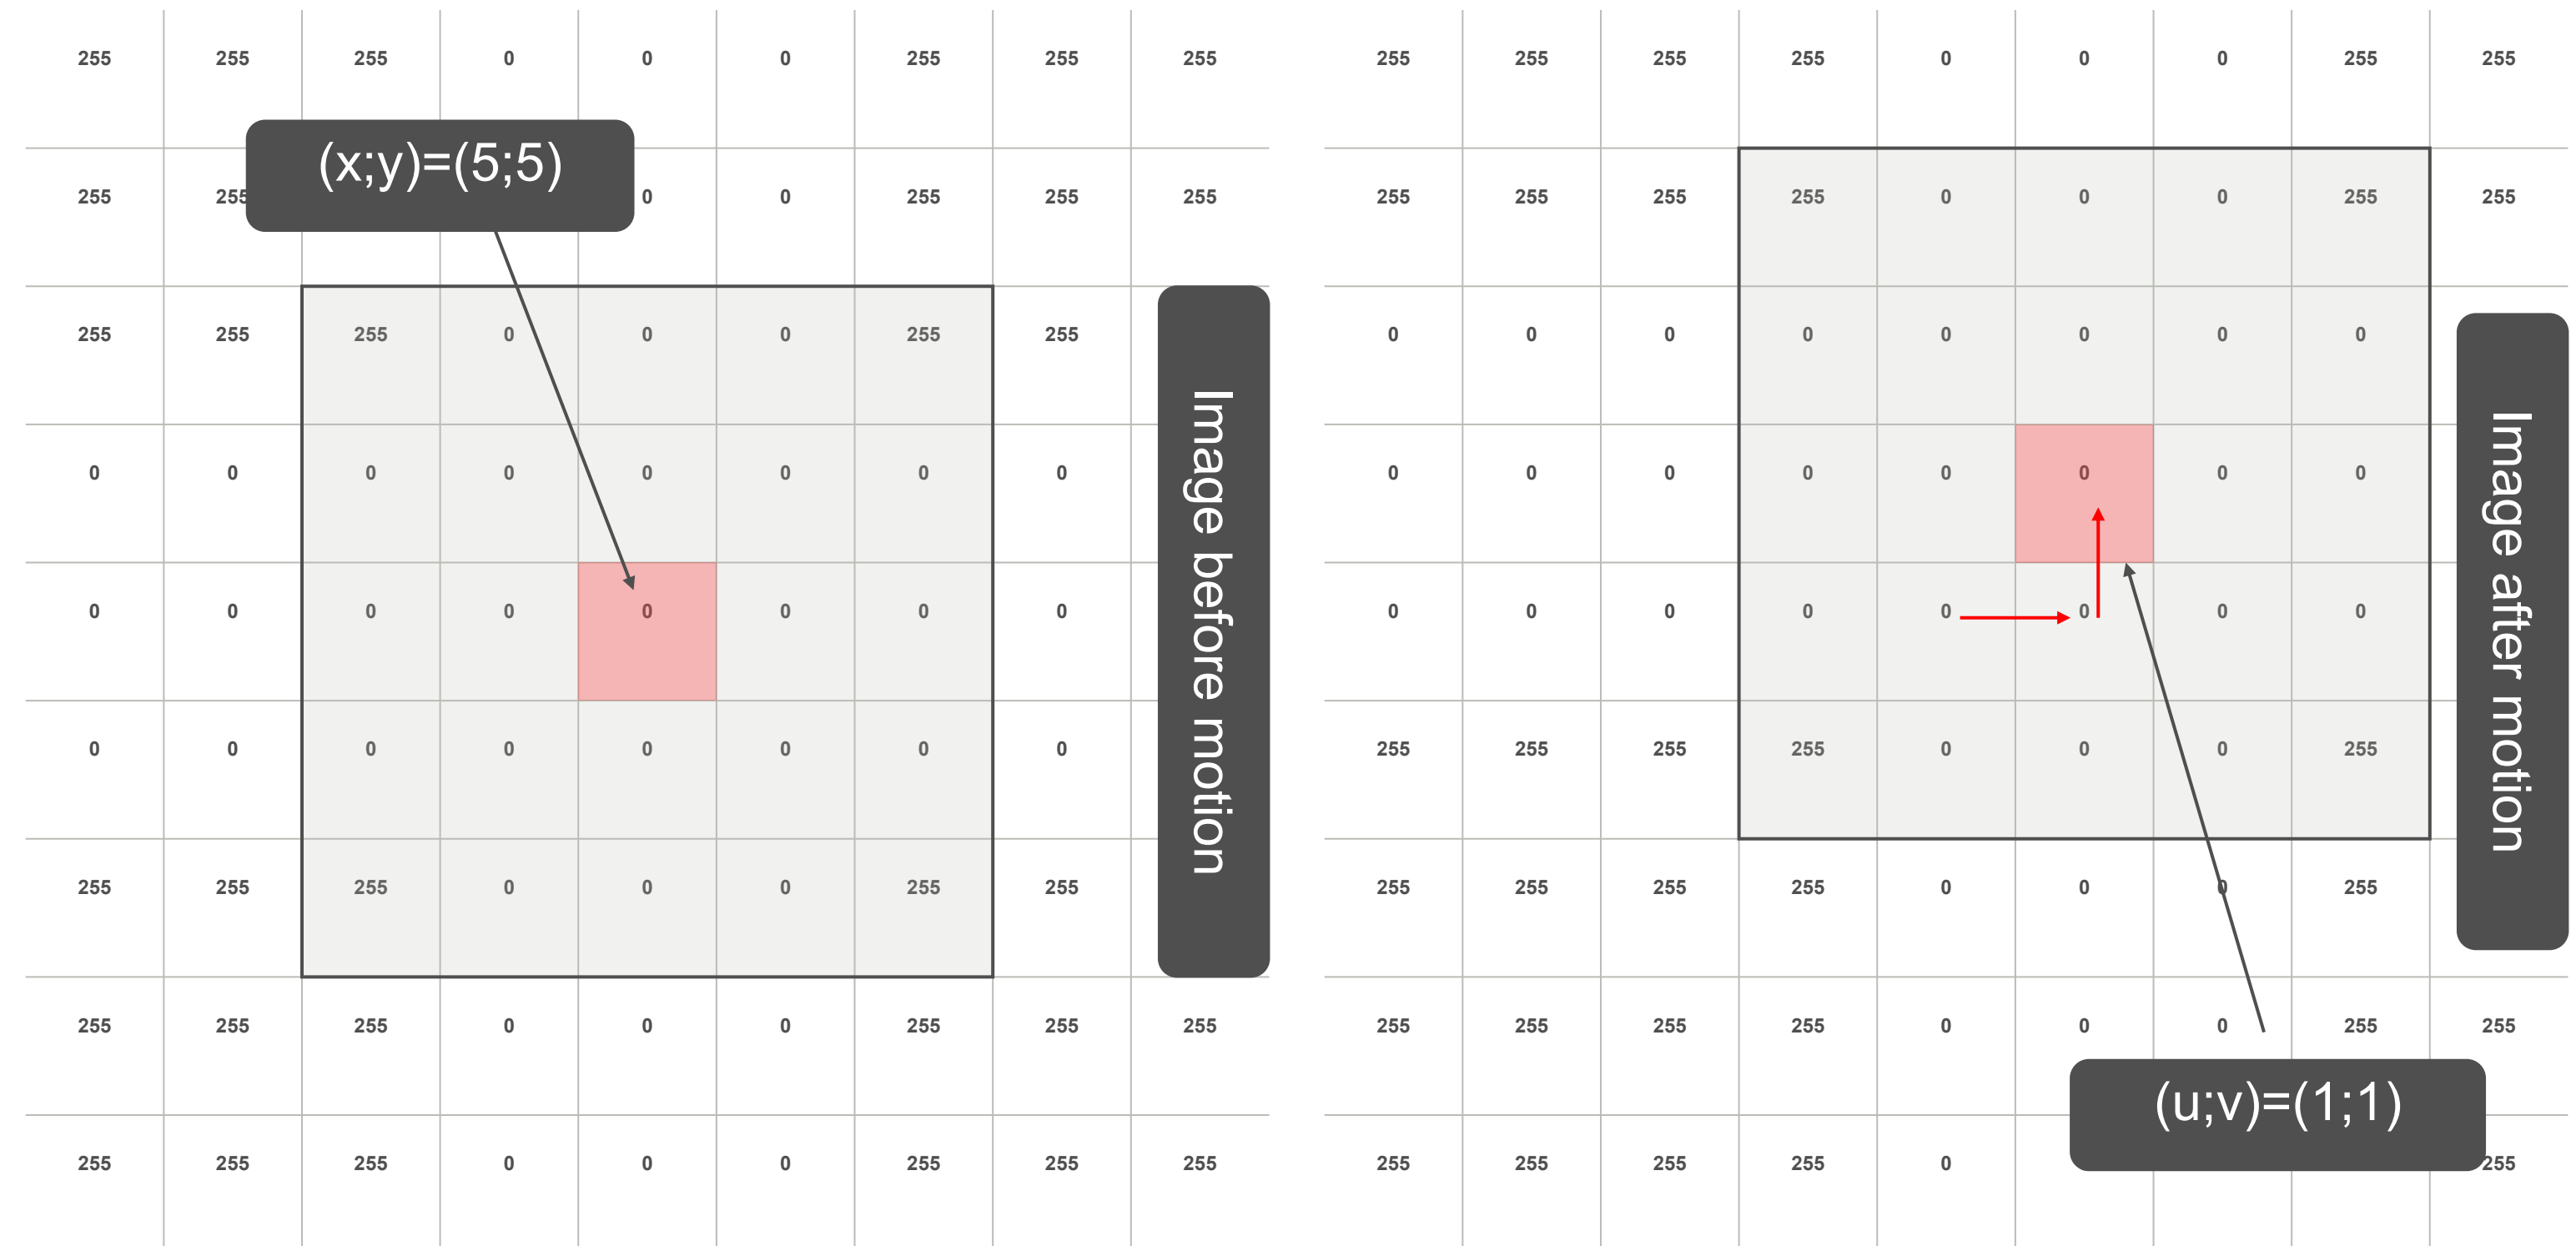 255 255 255 0 0 0 255 255 255
255 255 0 0 255 255 255
(x;y)=(5;5)
255 255 255 0 0 0 255 255
0 0 0 0 0 0 0 0
0 0 0 0 0 0 0 0
0 0 0 0 0 0 0 0
255 255 255 0 0 0 255 255
255 255 255 0 0 0 255 255 255
255 255 255 0 0 0 255 255 255
Image before motion
255 255 255 255 0 0 0 255 255
255 255 255 255 0 0 0 255 255
0 0 0 0 0 0 0 0
0 0 0 0 0 0 0 0
0 0 0 0 0 0 0 0
255 255 255 255 0 0 0 255
255 255 255 255 0 0 0 255
255 255 255 255 0 0 0 255 255
255 255 255 255 0 255
Image after motion
(u;v)=(1;1)